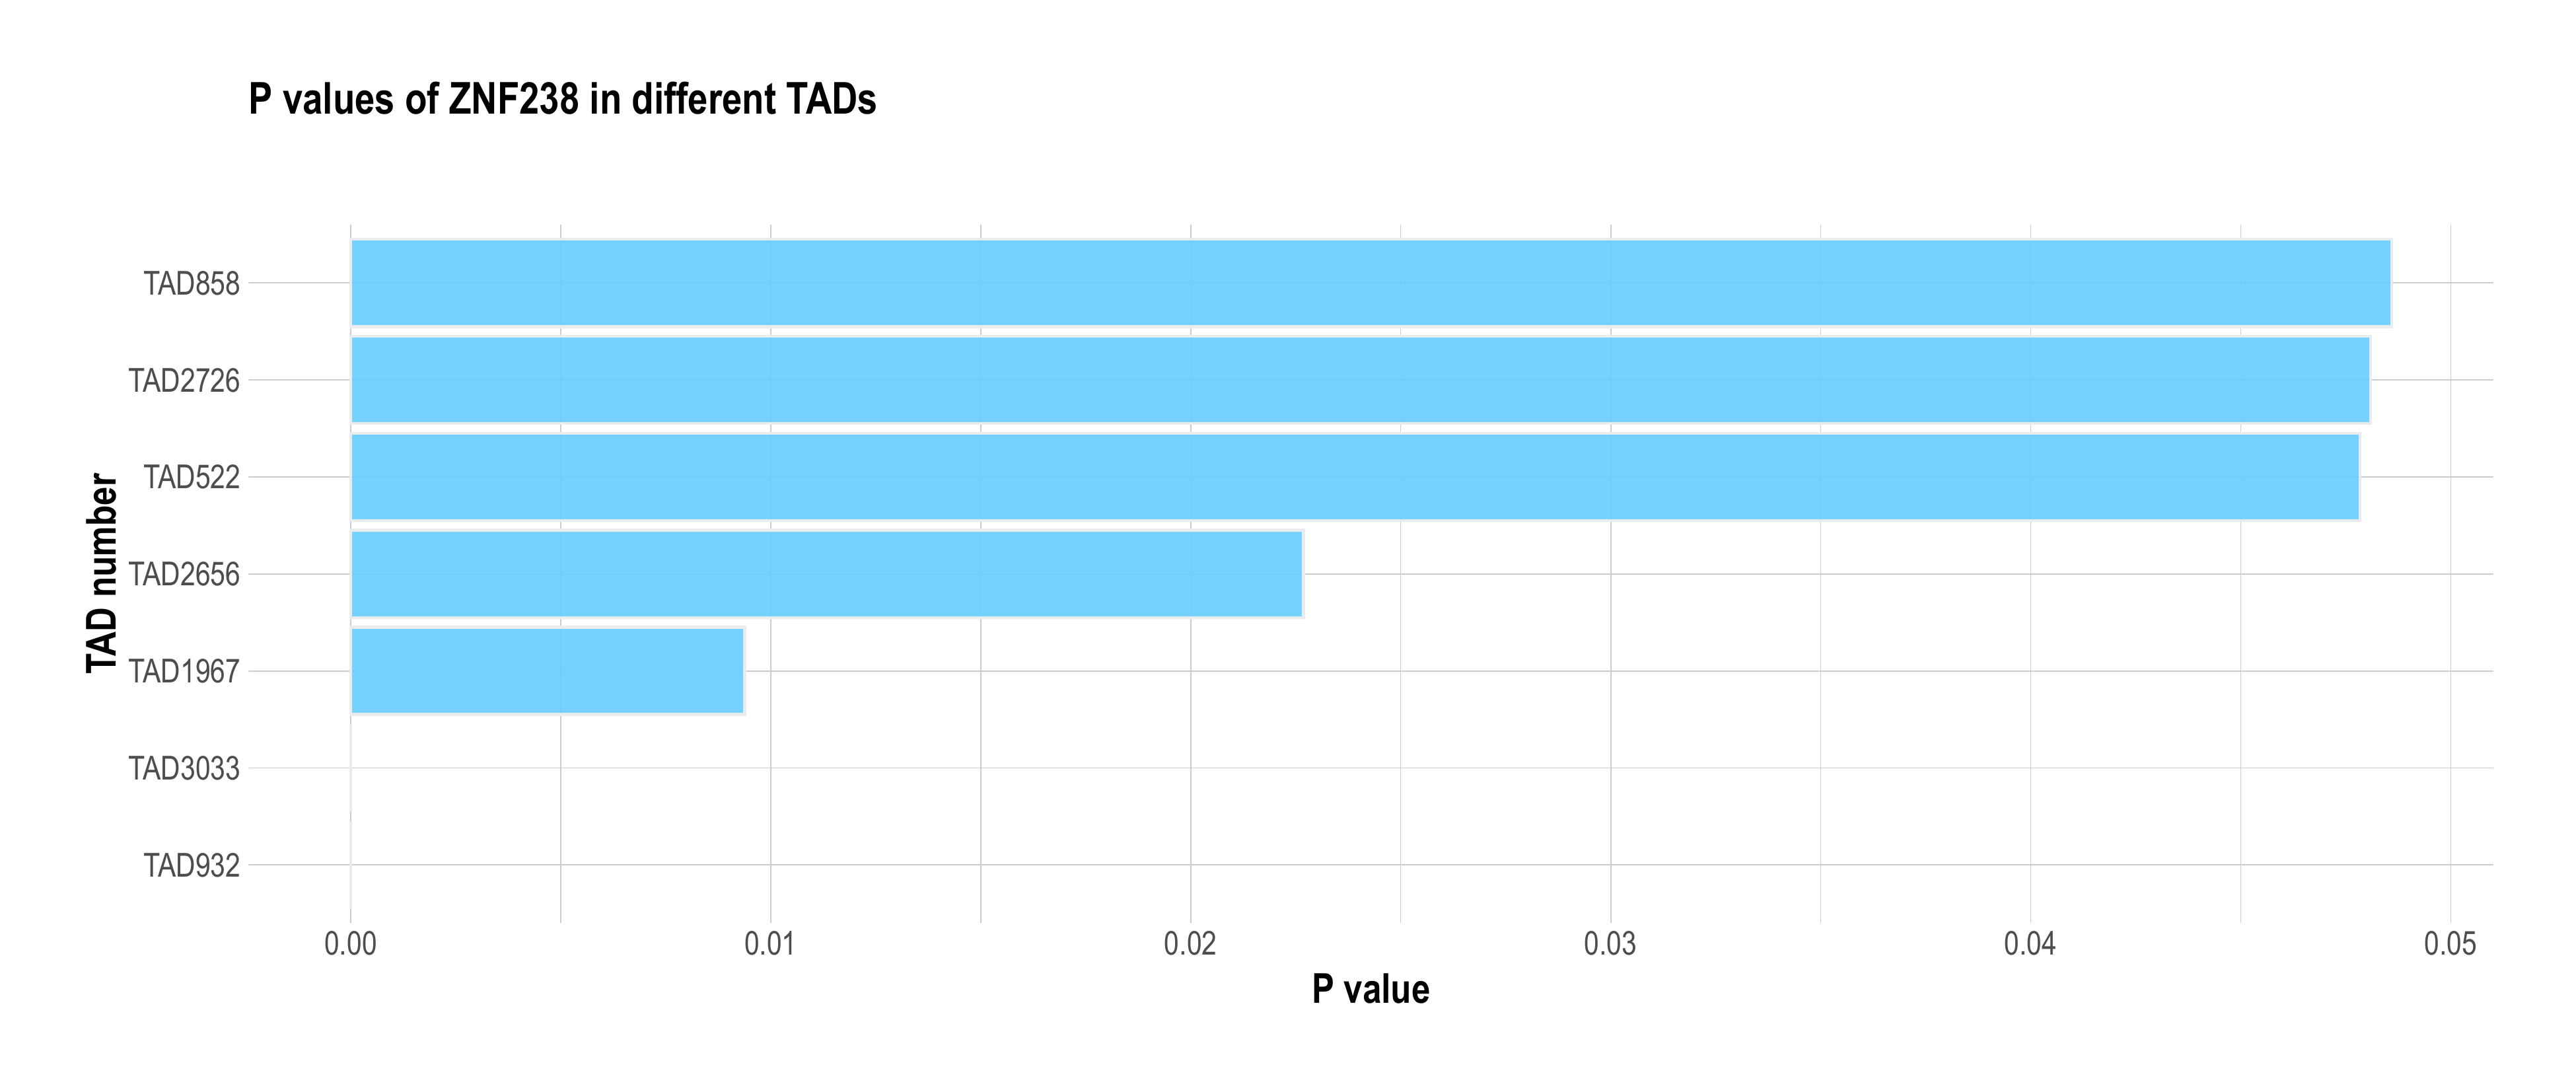 P values of ZNF238 in different TADs
TAD number
TAD858
TAD2726
TAD522
TAD2656
TAD1967
TAD3033
TAD932
0.00 0.01 0.02 0.03 0.04 0.05
P value